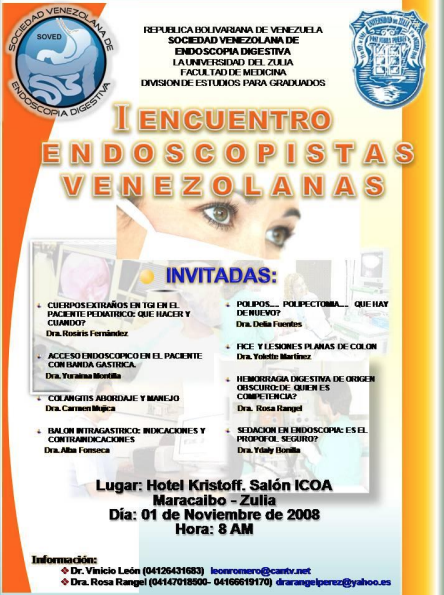 SOCIEDAD VENEZOLANA DE
ENDOSCOPIA DIGESTIVA
SOVED
REPUBLICA BOLIVARIANA DE VENEZUELA
SOCIEDAD VENEZOLANA DE
ENDOSCOPIA DIGESTIVA
LA UNIVERSIDAD DEL ZULIA
FACULTAD DE MEDICINA
DIVISION DE ESTUDIOS PARA GRADUADOS
I ENCUENTRO
ENDOSCOPISTAS
VENEZOLANAS
INVITADAS:
CUERPOS EXTRAÑOS EN TGI EN EL
PACIENTE PEDIATRICO: QUE HACER Y
CUANDO?
Dra. Rosiris Fernández
ACCESO ENDOSCOPICO EN EL PACIENTE
CON BANDA GASTRICA.
Dra. Yuraima Montilla
COLANGITIS ABORDAJE Y MANEJO
Dra. Carmen Mujica
BALON INTRAGASTRICO: INDICACIONES Y
CONTRAINDICACIONES
Dra. Alba Fonseca
POLIPOS.... POLIPECTOMIA.... QUE HAY
DE NUEVO?
Dra. Delia Fuentes
FICE Y LESIONES PLANAS DE COLON
Dra. Yolette Martinez
HEMORRAGIA DIGESTIVA DE ORIGEN
OBSCURO: DE QUIEN ES
COMPETENCIA?
Dra. Rosa Rangel
SEDACION EN ENDOSCOPIA: ES EL
PROPOFOL SEGURO?
Dra. Ydaly Bonilla
Lugar: Hotel Kristoff. Salón ICOA
Maracaibo - Zulia
Día: 01 de Noviembre de 2008
Hora: 8 AM
Información:
Dr. Vinicio León (04126431683) leonromero@cantv.net
Dra. Rosa Rangel (04147018500- 04166619170) drarangelperez@yahoo.es